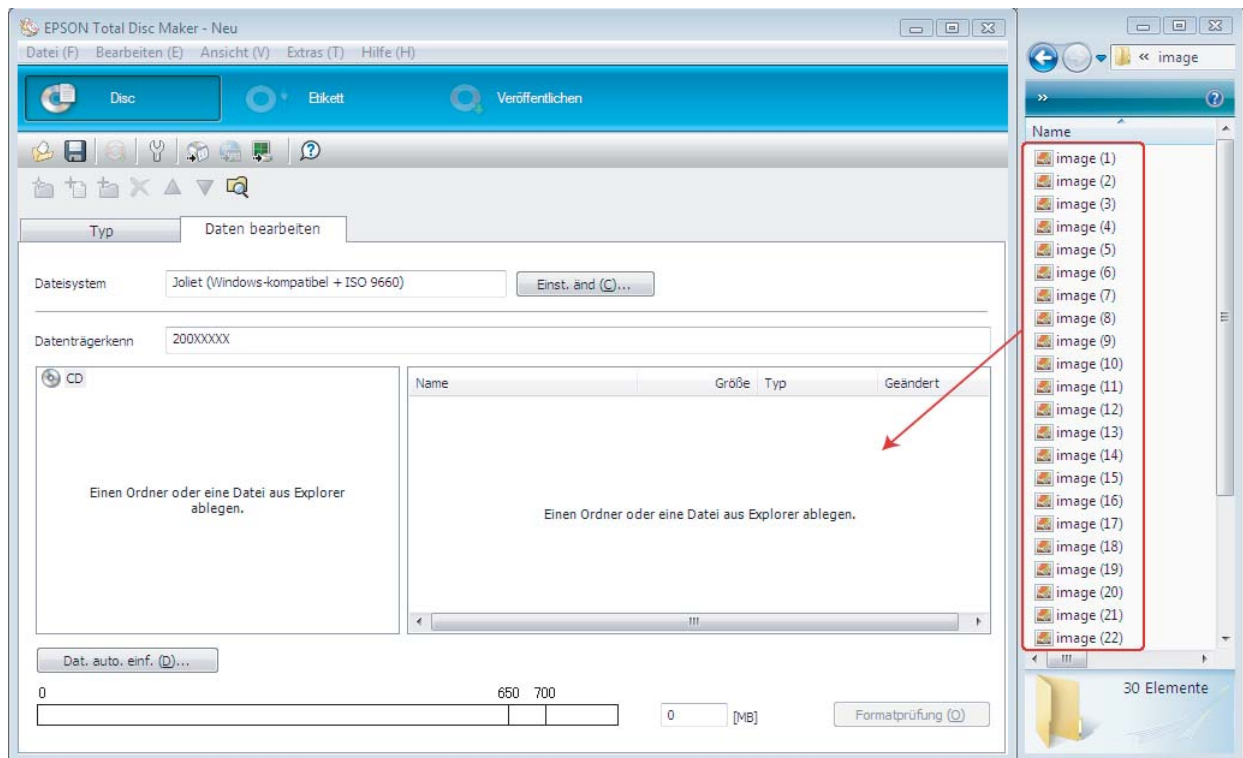 EPSON Total Disc Maker - Neu
Datei (F) Bearbeiten (E) Ansicht (V) Extras (T) Hilfe (H)
Disc Etikett Veröffentlichen
Typ Daten bearbeiten
Dateisystem Joliet (Windows-kompatibel + ISO 9660) Einst. änd (C)...
Datenträgerkenn 200XXXXX
CD
Einen Ordner oder eine Datei aus Explorer
ablegen.
Name Größe Typ Geändert
Einen Ordner oder eine Datei aus Explorer ablegen.
Dat. auto. einf. (D)...
0 650 700
0 [MB] Formatprüfung (O)
« image
»
Name
image (1)
image (2)
image (3)
image (4)
image (5)
image (6)
image (7)
image (8)
image (9)
image (10)
image (11)
image (12)
image (13)
image (14)
image (15)
image (16)
image (17)
image (18)
image (19)
image (20)
image (21)
image (22)
30 Elemente